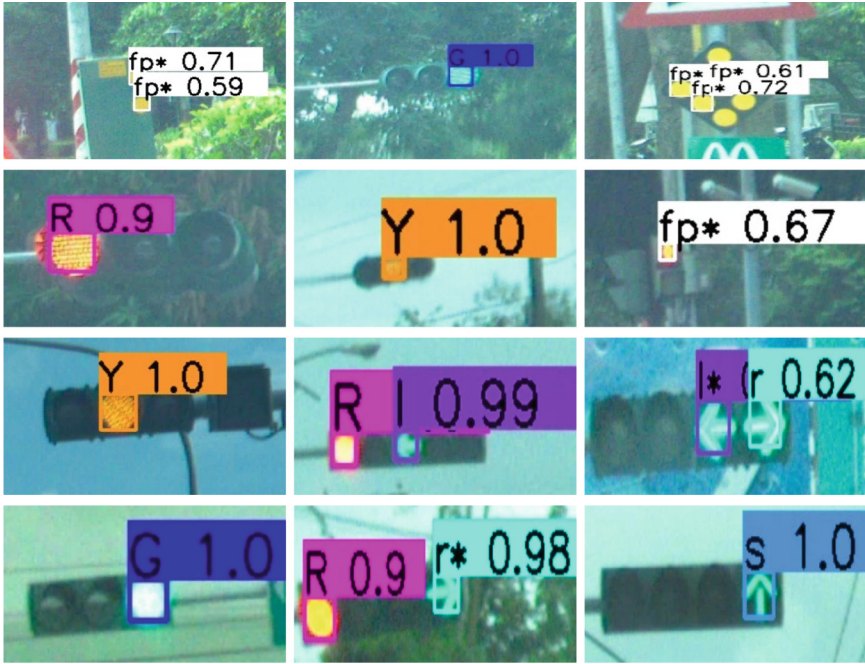 fp* 0.71
fp* 0.59
G 1.0
fp* fp* 0.61
fp* 0.72
R 0.9
Y 1.0
fp* 0.67
Y 1.0
R l 0.99
l* (r 0.62
G 1.0
R 0.9 r* 0.98
s 1.0